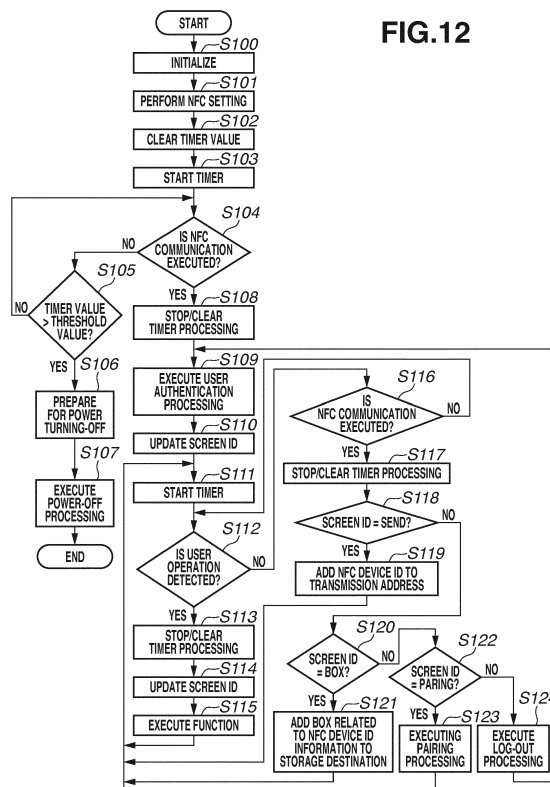 FIG.12
START
S100
INITIALIZE
S101
PERFORM NFC SETTING
S102
CLEAR TIMER VALUE
S103
START TIMER
S104
IS NFC
COMMUNICATION
EXECUTED?
NO
YES
S105
TIMER VALUE
> THRESHOLD
VALUE?
NO
YES
S106
PREPARE
FOR POWER
TURNING-OFF
S107
EXECUTE
POWER-OFF
PROCESSING
END
S108
STOP/CLEAR
TIMER PROCESSING
S109
EXECUTE USER
AUTHENTICATION
PROCESSING
S110
UPDATE SCREEN ID
S111
START TIMER
S112
IS USER
OPERATION
DETECTED?
NO
YES
S113
STOP/CLEAR
TIMER PROCESSING
S114
UPDATE SCREEN ID
S115
EXECUTE FUNCTION
S116
IS
NFC COMMUNICATION
EXECUTED?
NO
YES
S117
STOP/CLEAR TIMER PROCESSING
S118
SCREEN ID = SEND?
NO
YES
S119
ADD NFC DEVICE ID TO
TRANSMISSION ADDRESS
S120
SCREEN ID
= BOX?
NO
YES
S121
ADD BOX RELATED
TO NFC DEVICE ID
INFORMATION TO
STORAGE DESTINATION
S122
SCREEN ID
= PARING?
NO
YES
S123
EXECUTING
PAIRING
PROCESSING
S124
EXECUTE
LOG-OUT
PROCESSING